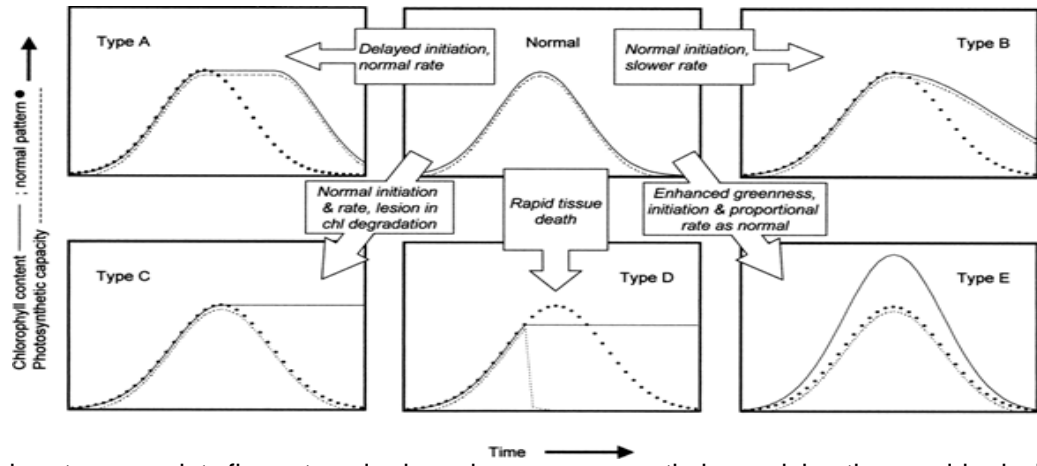 Type A
Delayed initiation,
normal rate
Normal
Normal initiation,
slower rate
Type B
Normal initiation
& rate, lesion in
chl degradation
Rapid tissue
death
Enhanced greenness,
initiation & proportional
rate as normal
Type C
Type D
Type E
Chlorophyll content —— ; normal pattern ●
Photosynthetic capacity --------
Time